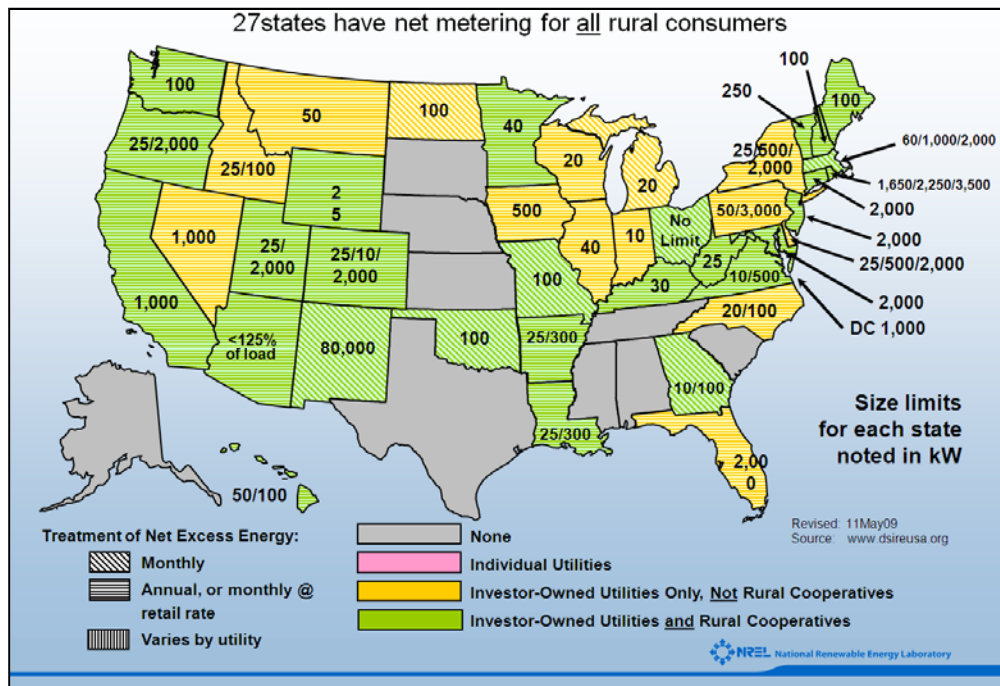 27states have net metering for all rural consumers
100
100
250
100
50
100
40
25/2,000
25/100
20
25/500/
2,000
60/1,000/2,000
20
1,650/2,250/3,500
2
5
500
50/3,000
2,000
No
Limit
1,000
40
10
2,000
25/
2,000
25/10/
2,000
25
25/500/2,000
100
10/500
30
1,000
2,000
20/100
DC 1,000
<125%
of load
80,000
100
25/300
10/100
Size limits
for each state
noted in kW
25/300
2,00
0
50/100
Revised: 11May09
Source: www.dsireusa.org
Treatment of Net Excess Energy:
Monthly
Annual, or monthly @
retail rate
Varies by utility
None
Individual Utilities
Investor-Owned Utilities Only, Not Rural Cooperatives
Investor-Owned Utilities and Rural Cooperatives
NREL National Renewable Energy Laboratory